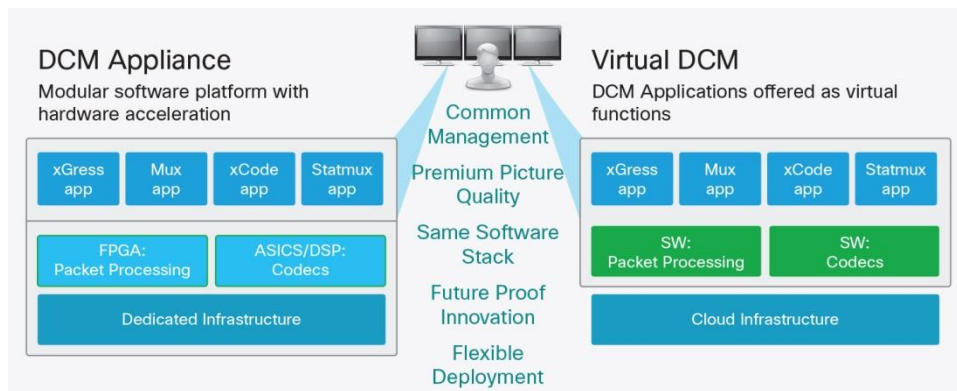 DCM Appliance
Modular software platform with
hardware acceleration
xGress
app
Mux
app
xCode
app
Statmux
app
FPGA:
Packet Processing
ASICS/DSP:
Codecs
Dedicated Infrastructure
Common
Management
Premium Picture
Quality
Same Software
Stack
Future Proof
Innovation
Flexible
Deployment
Virtual DCM
DCM Applications offered as virtual
functions
xGress
app
Mux
app
xCode
app
Statmux
app
SW:
Packet Processing
SW:
Codecs
Cloud Infrastructure